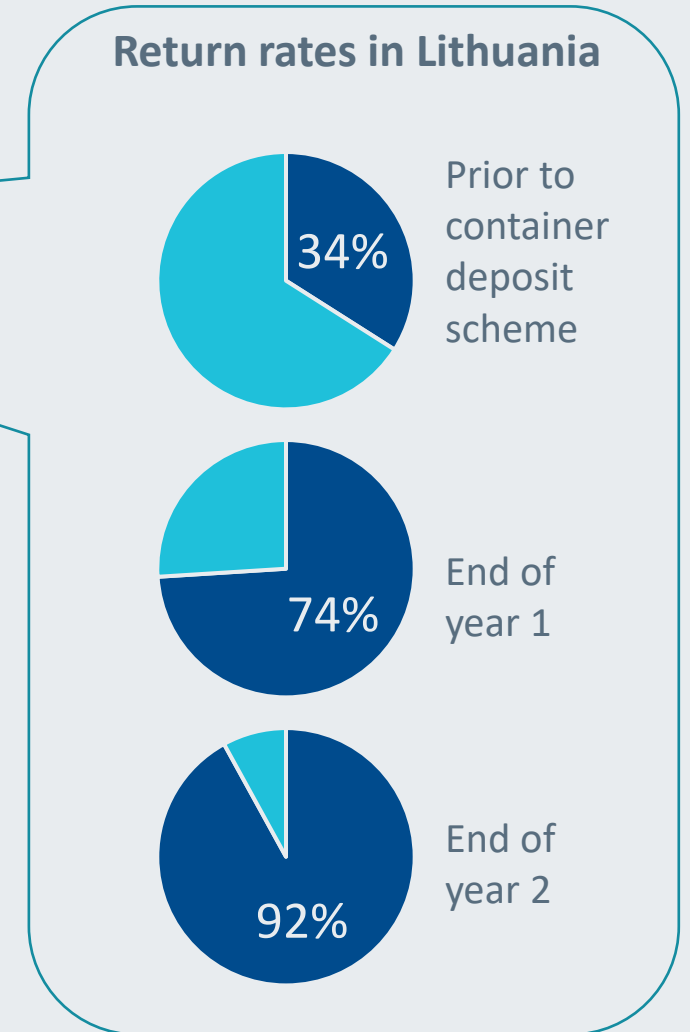 Return rates in Lithuania
34%
Prior to
container
deposit
scheme
74%
End of
year 1
92%
End of
year 2